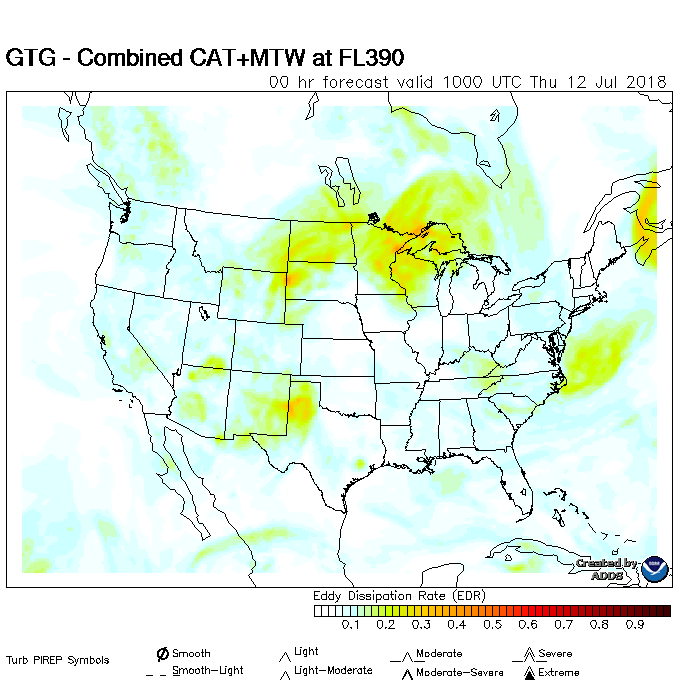 GTG - Combined CAT+MTW at FL390
00 hr forecast valid 1000 UTC Thu 12 Jul 2018
Created by
ADDS
Eddy Dissipation Rate (EDR)
0.1 0.2 0.3 0.4 0.5 0.6 0.7 0.8 0.9
Turb PIREP Symbols
Smooth
Light
Moderate
Severe
Smooth-Light
Light-Moderate
Moderate-Severe
Extreme